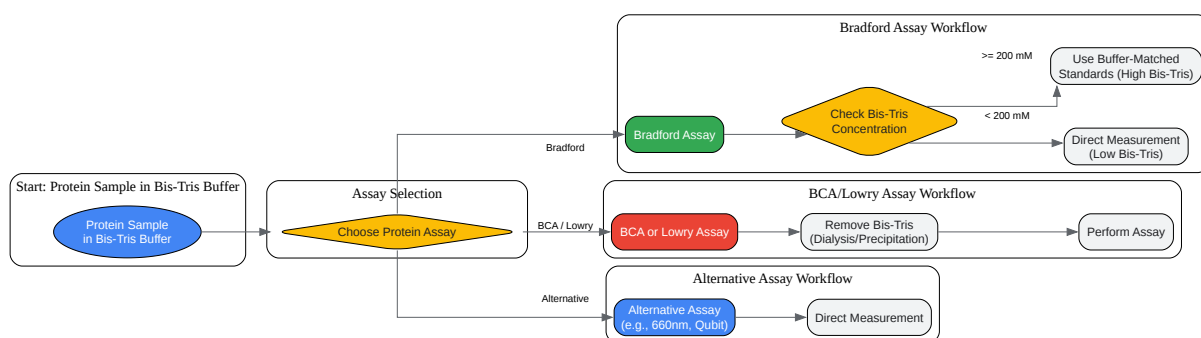 Bradford Assay Workflow
>= 200 mM
Use Buffer-Matched
Standards (High Bis-Tris)
Check Bis-Tris
Concentration
< 200 mM
Bradford Assay
Bradford
Direct Measurement
(Low Bis-Tris)
Start: Protein Sample in Bis-Tris Buffer
Protein Sample
in Bis-Tris Buffer
Assay Selection
Choose Protein Assay
BCA/Lowry Assay Workflow
BCA / Lowry
BCA or Lowry Assay
Remove Bis-Tris
(Dialysis/Precipitation)
Perform Assay
Alternative Assay Workflow
Alternative
Alternative Assay
(e.g., 660nm, Qubit)
Direct Measurement